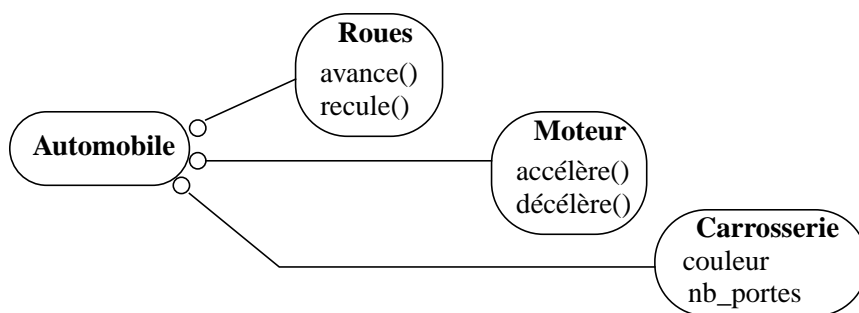 Roues
avance()
recule()
Automobile
Moteur
accélère()
décélère()
Carrosserie
couleur
nb_portes